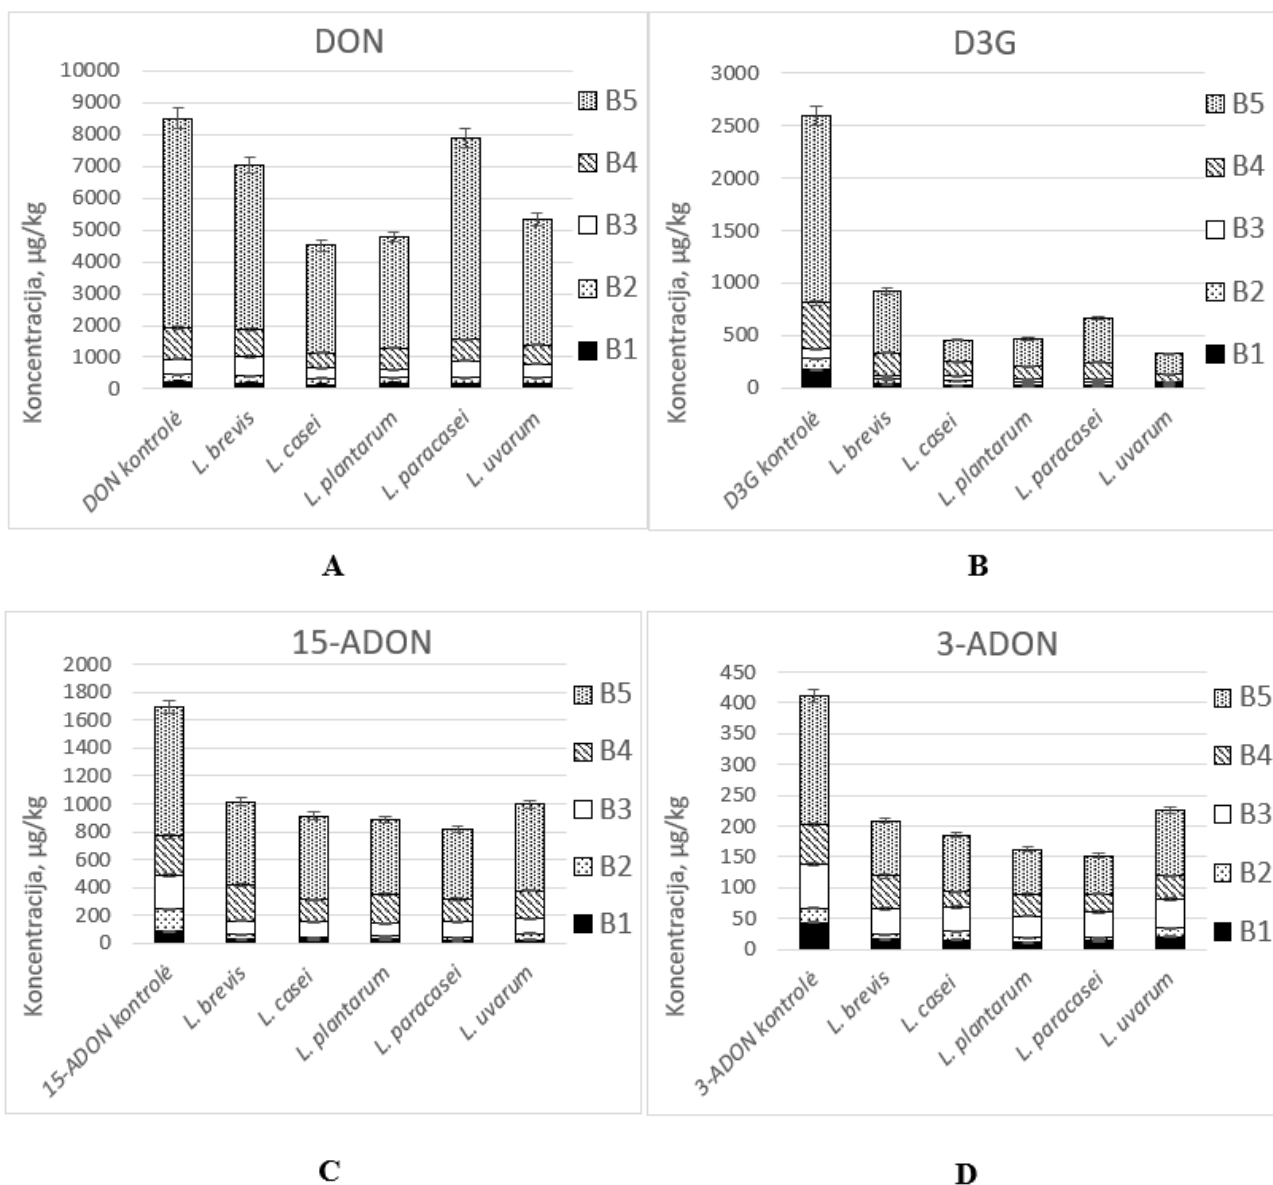 DON
Koncentracija, µg/kg
10000
9000
8000
7000
6000
5000
4000
3000
2000
1000
0
DON kontrolė
L. brevis
L. casei
L. plantarum
L. paracasei
L. uvarum
B5
B4
B3
B2
B1
A
D3G
Koncentracija, µg/kg
3000
2500
2000
1500
1000
500
0
D3G kontrolė
L. brevis
L. casei
L. plantarum
L. paracasei
L. uvarum
B5
B4
B3
B2
B1
B
15-ADON
Koncentracija, µg/kg
2000
1800
1600
1400
1200
1000
800
600
400
200
0
15-ADON kontrolė
L. brevis
L. casei
L. plantarum
L. paracasei
L. uvarum
B5
B4
B3
B2
B1
C
3-ADON
Koncentracija, µg/kg
450
400
350
300
250
200
150
100
50
0
3-ADON kontrolė
L. brevis
L. casei
L. plantarum
L. paracasei
L. uvarum
B5
B4
B3
B2
B1
D